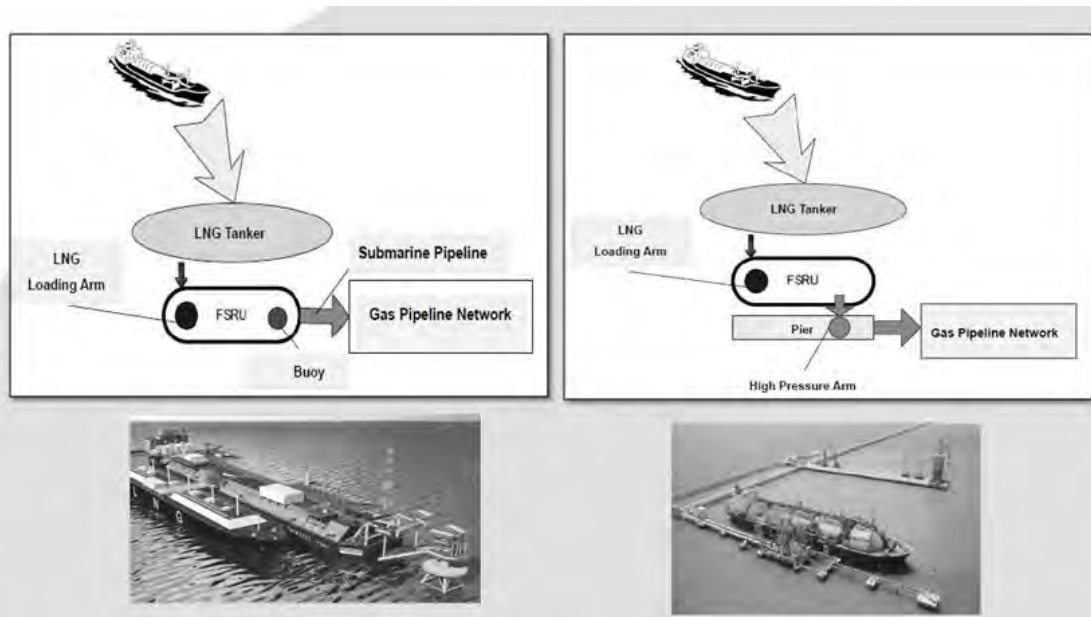 LNG Tanker
LNG
Loading Arm
FSRU
Submarine Pipeline
Gas Pipeline Network
Buoy
LNG Tanker
LNG
Loading Arm
FSRU
Pier
Gas Pipeline Network
High Pressure Arm
L N G